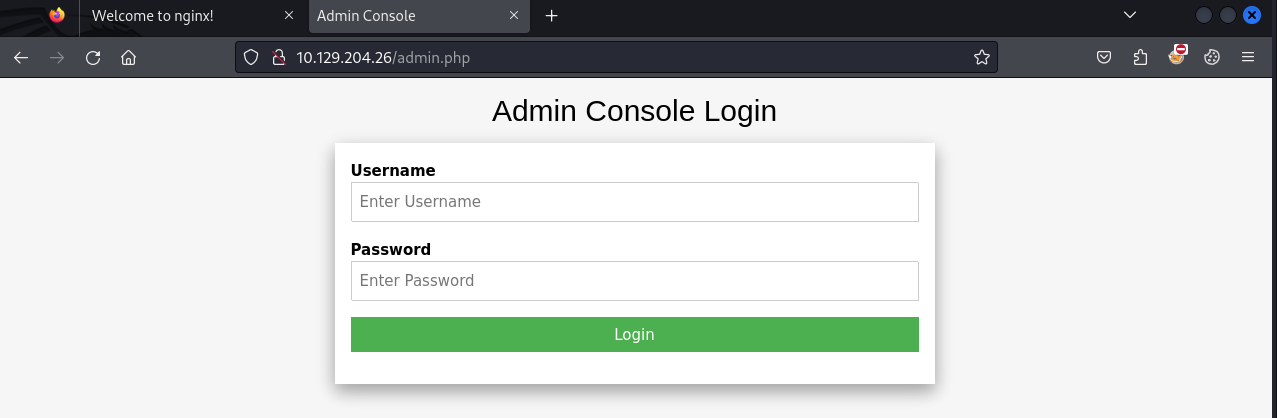 Welcome to nginx!
Admin Console
10.129.204.26/admin.php
Admin Console Login
Username
Enter Username
Password
Enter Password
Login